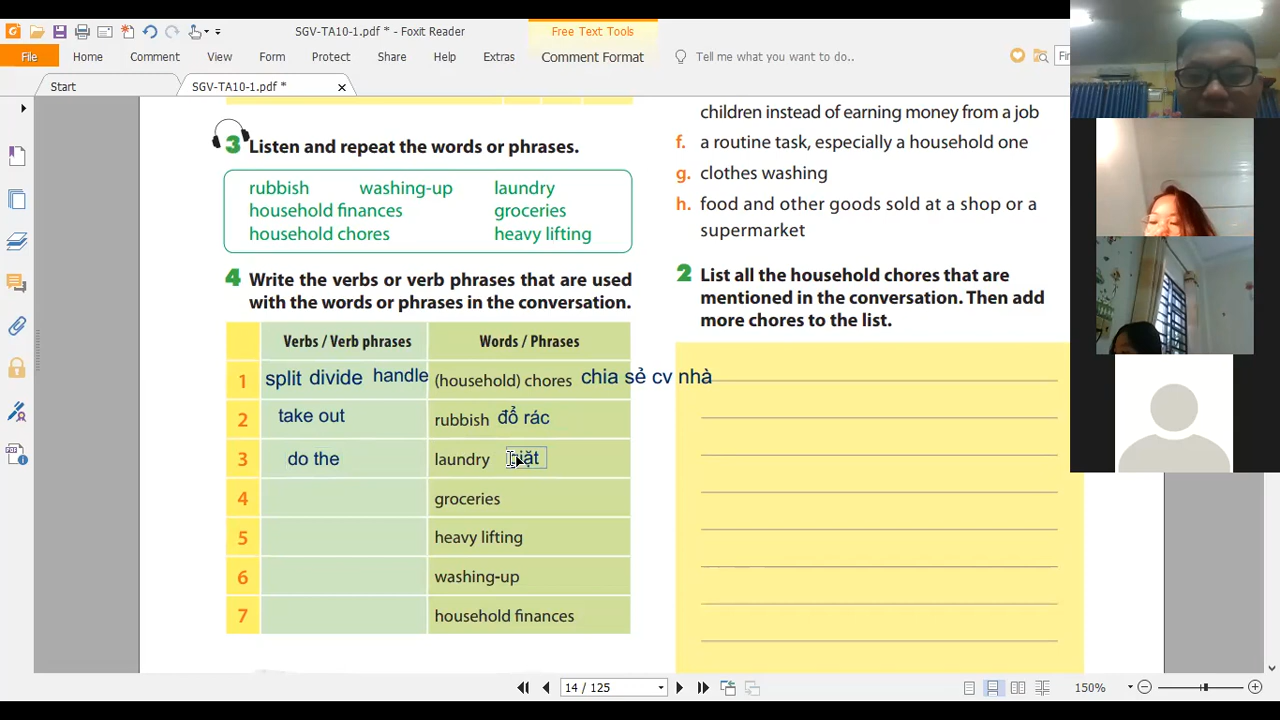 SGV-TA10-1.pdf * - Foxit Reader
Free Text Tools
File Home Comment View Form Protect Share Help Extras Comment Format Tell me what you want to do..
Start SGV-TA10-1.pdf *
3 Listen and repeat the words or phrases.
rubbish washing-up laundry
household finances groceries
household chores heavy lifting
4 Write the verbs or verb phrases that are used
with the words or phrases in the conversation.
Verbs / Verb phrases Words / Phrases
1 split divide handle (household) chores chia sẻ cv nhà
2 take out rubbish đổ rác
3 do the laundry
4 groceries
5 heavy lifting
6 washing-up
7 household finances
children instead of earning money from a job
f. a routine task, especially a household one
g. clothes washing
h. food and other goods sold at a shop or a
supermarket
2 List all the household chores that are
mentioned in the conversation. Then add
more chores to the list.
14 / 125
150%